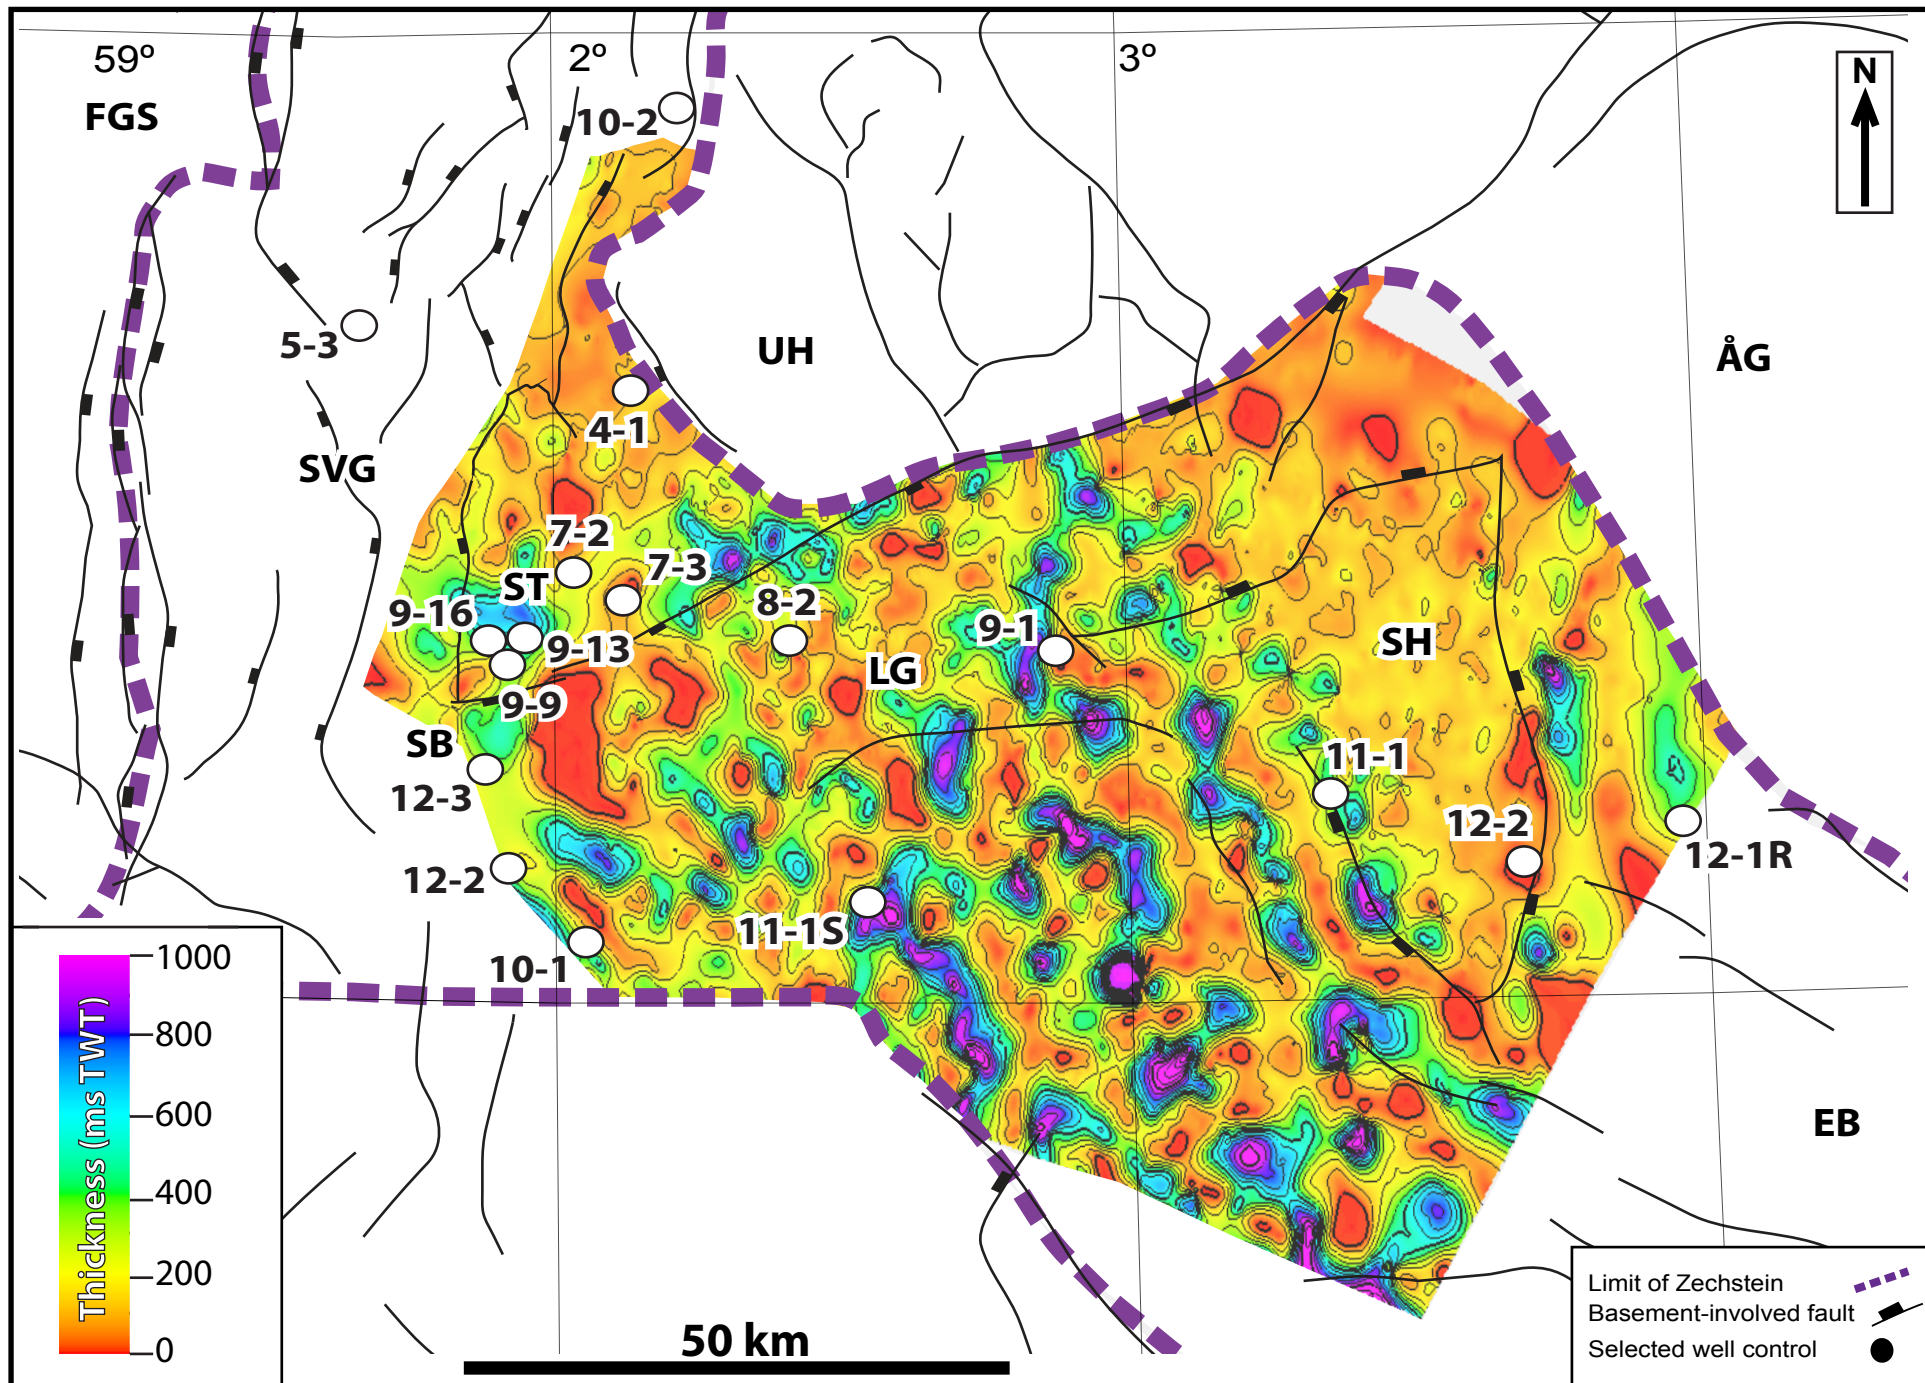 59º
2º
3º
N
FGS
10-2
5-3
UH
ÅG
4-1
SVG
7-2
7-3
ST
8-2
9-16
9-1
9-13
SH
LG
9-9
SB
11-1
12-3
12-2
12-1R
12-2
11-1S
10-1
1000
800
600
400
200
0
Thickness (ms TWT)
EB
50 km
Limit of Zechstein
Basement-involved fault
Selected well control